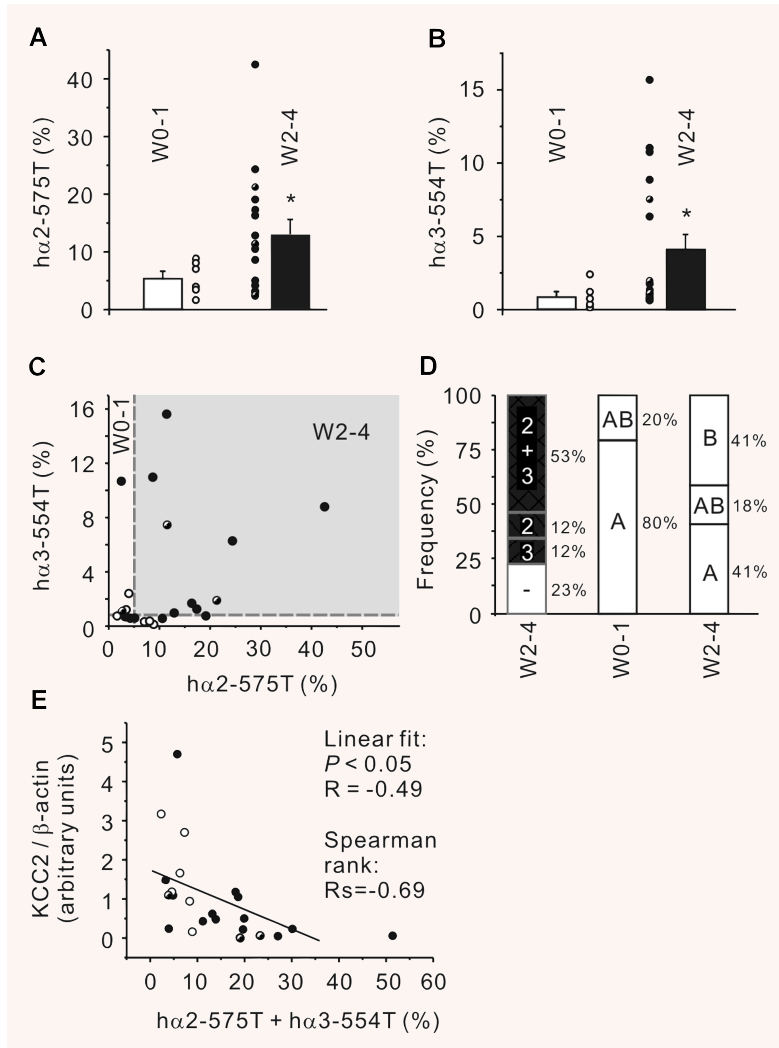 A
hα2-575T (%)
40
30
20
10
0
W0-1
W2-4
*
B
hα3-554T (%)
15
10
5
0
W0-1
W2-4
*
C
hα3-554T (%)
16
12
8
4
0
W0-1
W2-4
0 10 20 30 40 50
hα2-575T (%)
D
Frequency (%)
100
75
50
25
0
2
+
3
53%
2
12%
3
12%
-
23%
AB
20%
A
80%
B
41%
AB
18%
A
41%
W2-4
W0-1
W2-4
E
KCC2 / β-actin
(arbitrary units)
5
4
3
2
1
0
Linear fit:
P < 0.05
R = -0.49
Spearman
rank:
Rs=-0.69
0 10 20 30 40 50 60
hα2-575T + hα3-554T (%)